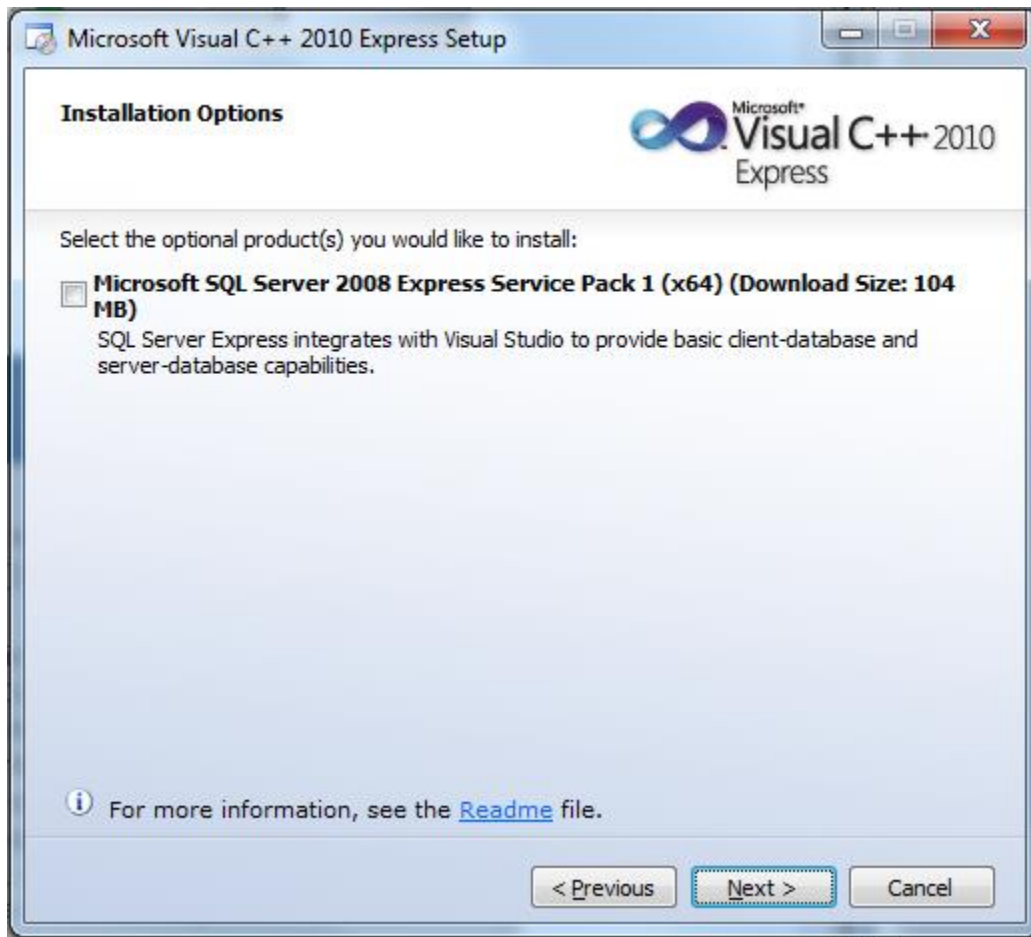 Microsoft Visual C++ 2010 Express Setup
Installation Options
Microsoft®
Visual C++ 2010
Express
Select the optional product(s) you would like to install:
Microsoft SQL Server 2008 Express Service Pack 1 (x64) (Download Size: 104
MB)
SQL Server Express integrates with Visual Studio to provide basic client-database and
server-database capabilities.
For more information, see the Readme file.
< Previous Next > Cancel